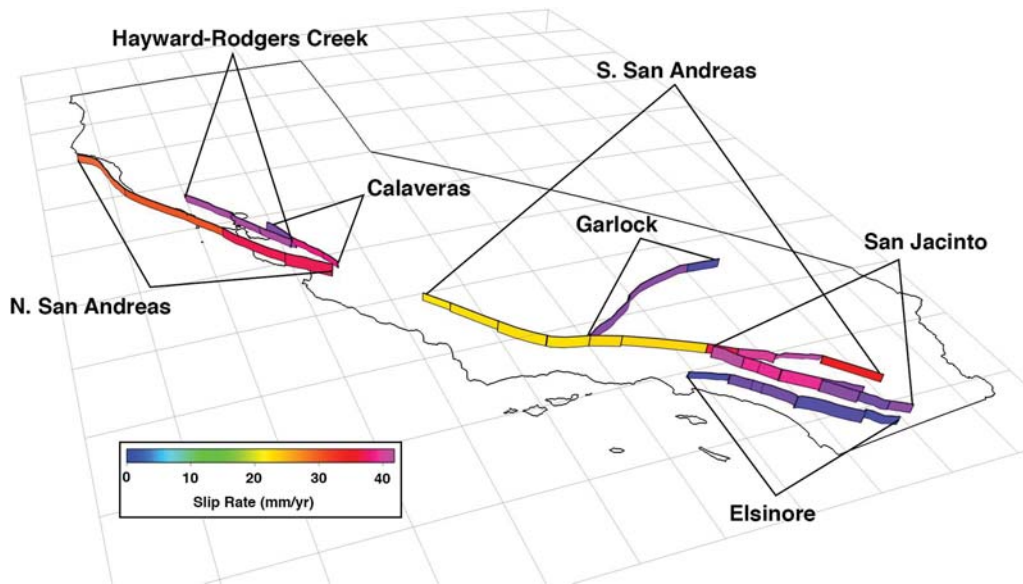 Hayward-Rodgers Creek
S. San Andreas
Calaveras
Garlock
San Jacinto
N. San Andreas
0 10 20 30 40
Slip Rate (mm/yr)
Elsinore